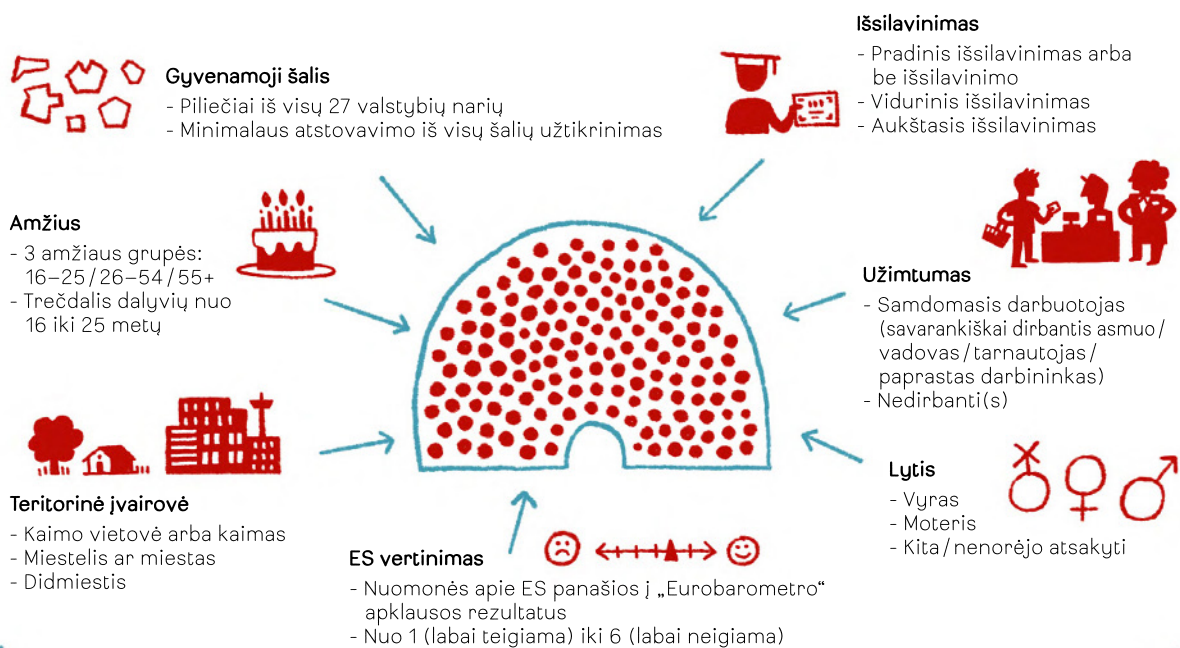 Gyvenamoji šalis
- Piliečiai iš visų 27 valstybių narių
- Minimalaus atstovavimo iš visų šalių užtikrinimas
Išsilavinimas
- Pradinis išsilavinimas arba
be išsilavinimo
- Vidurinis išsilavinimas
- Aukštasis išsilavinimas
Amžius
- 3 amžiaus grupės:
16–25/26–54/55+
- Trečdalis dalyvių nuo
16 iki 25 metų
Užimtumas
- Samdomasis darbuotojas
(savarankiškai dirbantis asmuo/
vadovas/tarnautojas/
paprastas darbininkas)
- Nedirbanti(s)
Teritorinė įvairovė
- Kaimo vietovė arba kaimas
- Miestelis ar miestas
- Didmiestis
ES vertinimas
- Nuomonės apie ES panašios į „Eurobarometro“
apklausos rezultatus
- Nuo 1 (labai teigiama) iki 6 (labai neigiama)
Lytis
- Vyras
- Moteris
- Kita/nenorėjo atsakyti